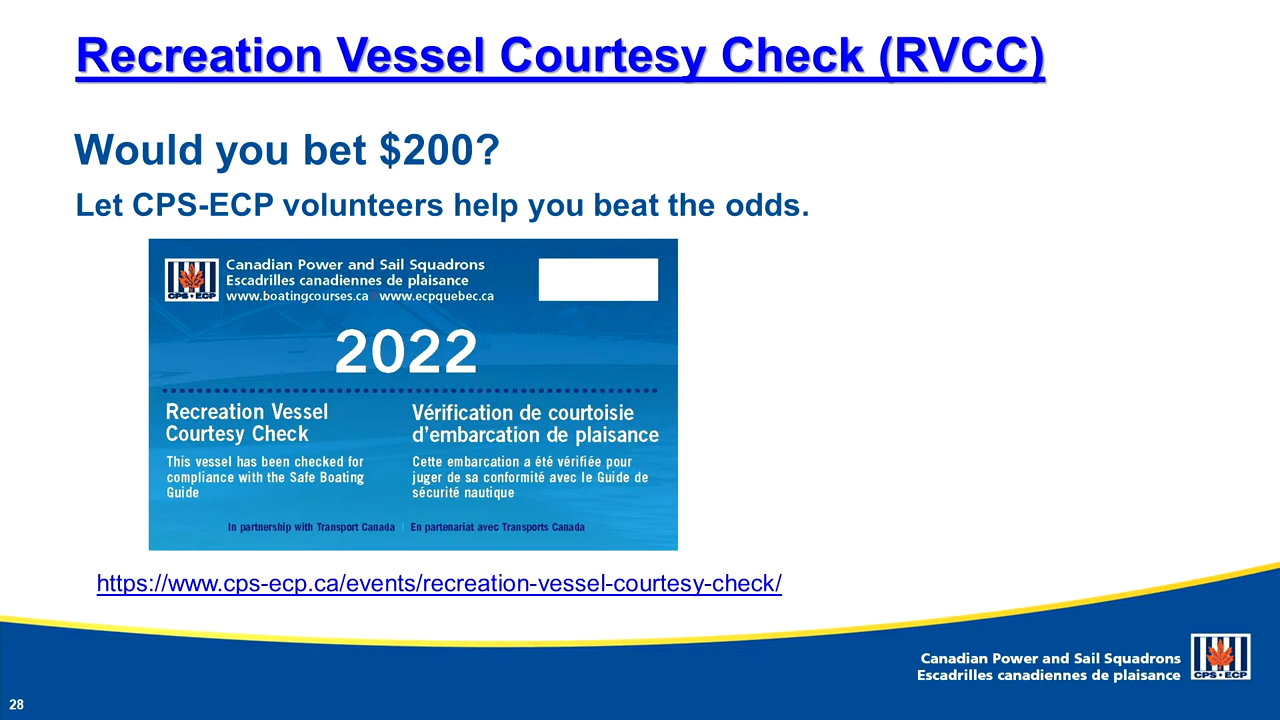 Recreation Vessel Courtesy Check (RVCC)
Would you bet $200?
Let CPS-ECP volunteers help you beat the odds.
CPS • ECP
Canadian Power and Sail Squadrons
Escadrilles canadiennes de plaisance
www.boatingcourses.ca | www.ecpquebec.ca
2022
Recreation Vessel
Courtesy Check
This vessel has been checked for
compliance with the Safe Boating
Guide
Vérification de courtoisie
d'embarcation de plaisance
Cette embarcation a été vérifiée pour
juger de sa conformité avec le Guide de
sécurité nautique
In partnership with Transport Canada | En partenariat avec Transports Canada
https://www.cps-ecp.ca/events/recreation-vessel-courtesy-check/
Canadian Power and Sail Squadrons
Escadrilles canadiennes de plaisance
CPS • ECP
28